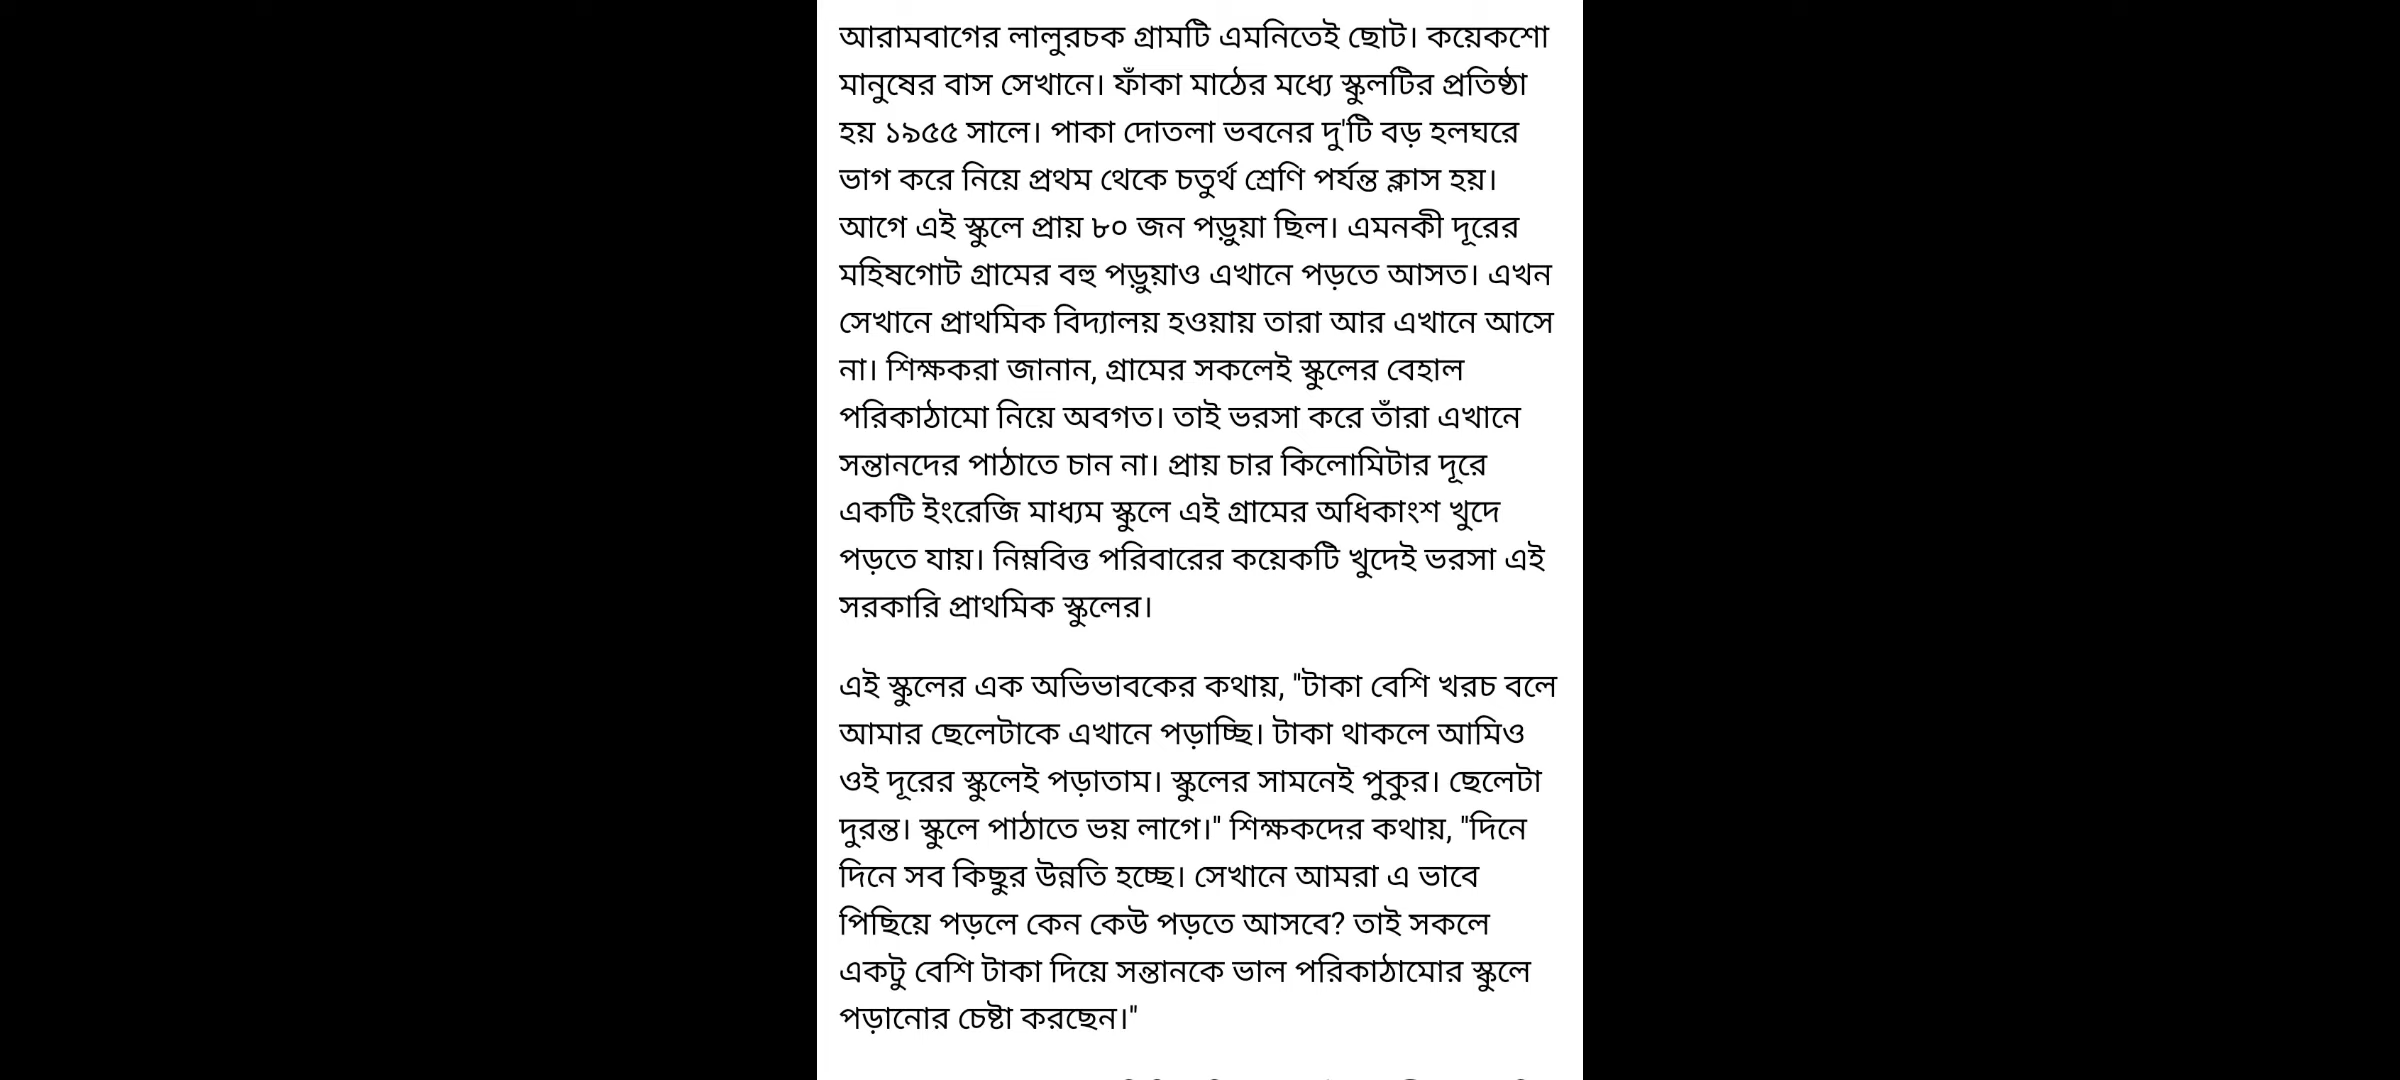 আরামবাগের লালুরচক গ্রামটি এমনিতেই ছোট। কয়েকশো
মানুষের বাস সেখানে। ফাঁকা মাঠের মধ্যে স্কুলটির প্রতিষ্ঠা
হয় ১৯৫৫ সালে। পাকা দোতলা ভবনের দু'টি বড় হলঘরে
ভাগ করে নিয়ে প্রথম থেকে চতুর্থ শ্রেণি পর্যন্ত ক্লাস হয়।
আগে এই স্কুলে প্রায় ৮০ জন পড়ুয়া ছিল। এমনকী দূরের
মহিষগোট গ্রামের বহু পড়ুয়াও এখানে পড়তে আসত। এখন
সেখানে প্রাথমিক বিদ্যালয় হওয়ায় তারা আর এখানে আসে
না। শিক্ষকরা জানান, গ্রামের সকলেই স্কুলের বেহাল
পরিকাঠামো নিয়ে অবগত। তাই ভরসা করে তাঁরা এখানে
সন্তানদের পাঠাতে চান না। প্রায় চার কিলোমিটার দূরে
একটি ইংরেজি মাধ্যম স্কুলে এই গ্রামের অধিকাংশ খুদে
পড়তে যায়। নিম্নবিত্ত পরিবারের কয়েকটি খুদেই ভরসা এই
সরকারি প্রাথমিক স্কুলের।
এই স্কুলের এক অভিভাবকের কথায়, "টাকা বেশি খরচ বলে
আমার ছেলেটাকে এখানে পড়াচ্ছি। টাকা থাকলে আমিও
ওই দূরের স্কুলেই পড়াতাম। স্কুলের সামনেই পুকুর। ছেলেটা
দুরন্ত। স্কুলে পাঠাতে ভয় লাগে।" শিক্ষকদের কথায়, "দিনে
দিনে সব কিছুর উন্নতি হচ্ছে। সেখানে আমরা এ ভাবে
পিছিয়ে পড়লে কেন কেউ পড়তে আসবে? তাই সকলে
একটু বেশি টাকা দিয়ে সন্তানকে ভাল পরিকাঠামোর স্কুলে
পড়ানোর চেষ্টা করছেন।"